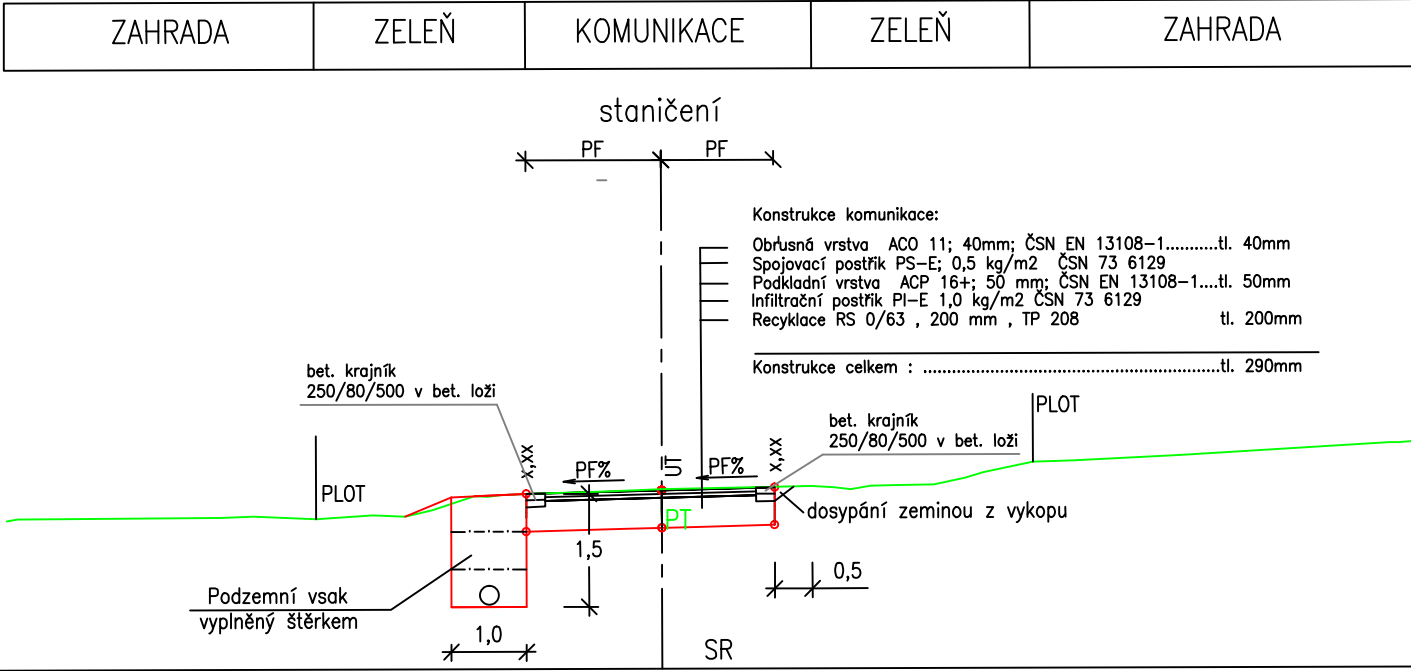 ZAHRADA
ZELEŇ
KOMUNIKACE
ZELEŇ
ZAHRADA
staničení
PF
PF
Konstrukce komunikace:
Obrusná vrstva ACO 11; 40mm; ČSN EN 13108-1...........tl. 40mm
Spojovací postřik PS-E; 0,5 kg/m2 ČSN 73 6129
Podkladní vrstva ACP 16+; 50 mm; ČSN EN 13108-1....tl. 50mm
Infiltrační postřik PI-E 1,0 kg/m2 ČSN 73 6129
Recyklace RS 0/63 , 200 mm , TP 208 tl. 200mm
Konstrukce celkem : ............................................................tl. 290mm
bet. krajník
250/80/500 v bet. loži
PLOT
bet. krajník
250/80/500 v bet. loži
x,xx
UT
x,xx
PF%
PF%
PLOT
PT
dosypání zeminou z vykopu
1,5
0,5
Podzemní vsak
vyplněný štěrkem
1,0
SR